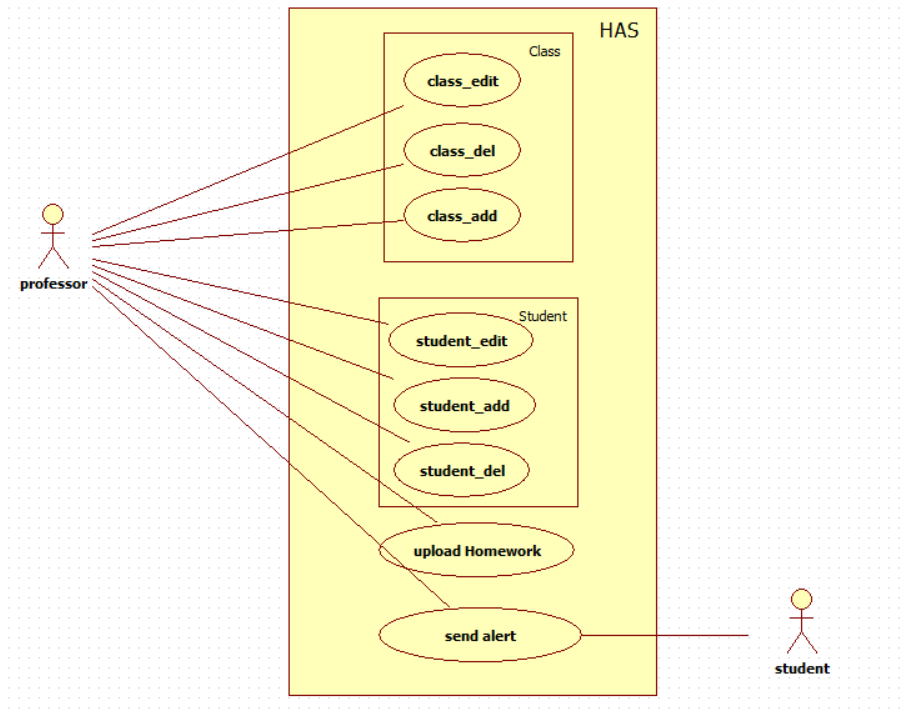 HAS
Class
class_edit
class_del
class_add
professor
Student
student_edit
student_add
student_del
upload Homework
send alert
student